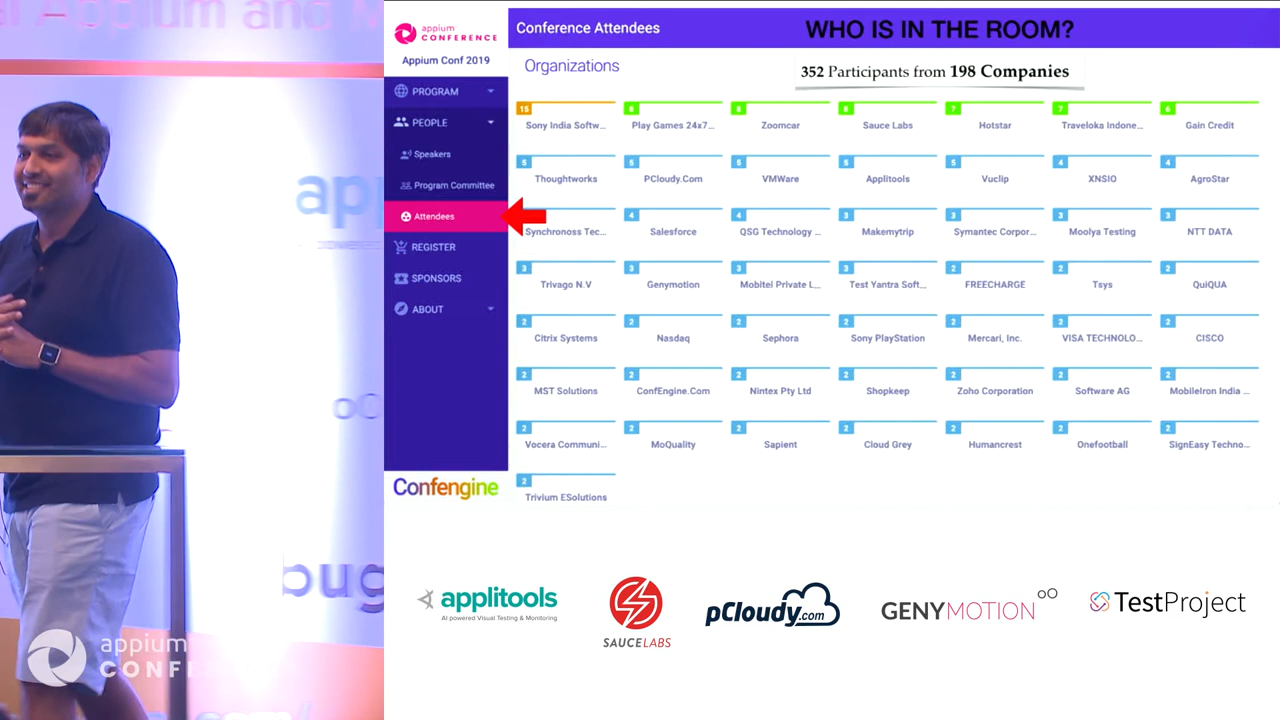 al Appium and M
app
oO
bug
appium
CONFE
appium
CONFERENCE
Appium Conf 2019
PROGRAM
PEOPLE
Speakers
Program Committee
Attendees
REGISTER
SPONSORS
ABOUT
Confengine
Conference Attendees
WHO IS IN THE ROOM?
Organizations
352 Participants from 198 Companies
15 8 8 8 7 7 6
Sony India Softw... Play Games 24x7... Zoomcar Sauce Labs Hotstar Traveloka Indone... Gain Credit
5 5 5 5 5 4 4
Thoughtworks PCloudy.Com VMWare Applitools Vuclip XNSIO AgroStar
4 4 3 3 3 3
Synchronoss Tec... Salesforce QSG Technology ... Makemytrip Symantec Corpor... Moolya Testing NTT DATA
3 3 3 3 2 2 2
Trivago N.V Genymotion Mobitel Private L... Test Yantra Soft... FREECHARGE Tsys QuiQUA
2 2 2 2 2 2 2
Citrix Systems Nasdaq Sephora Sony PlayStation Mercari, Inc. VISA TECHNOLO... CISCO
2 2 2 2 2 2 2
MST Solutions ConfEngine.Com Nintex Pty Ltd Shopkeep Zoho Corporation Software AG MobileIron India ...
2 2 2 2 2 2 2
Vocera Communi... MoQuality Sapient Cloud Grey Humancrest Onefootball SignEasy Techno...
2
Trivium ESolutions
applitools
AI powered Visual Testing & Monitoring
SAUCELABS
pCloudy.com
GENYMOTION
TestProject